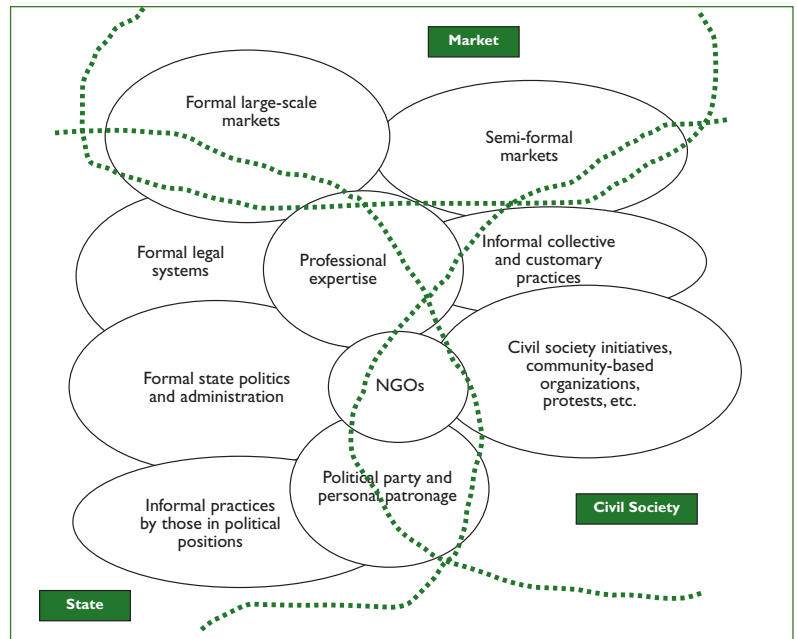 Market
Formal large-scale
markets
Semi-formal
markets
Formal legal
systems
Professional
expertise
Informal collective
and customary
practices
Formal state politics
and administration
NGOs
Civil society initiatives,
community-based
organizations,
protests, etc.
Political party and
personal patronage
Informal practices
by those in political
positions
Civil Society
State